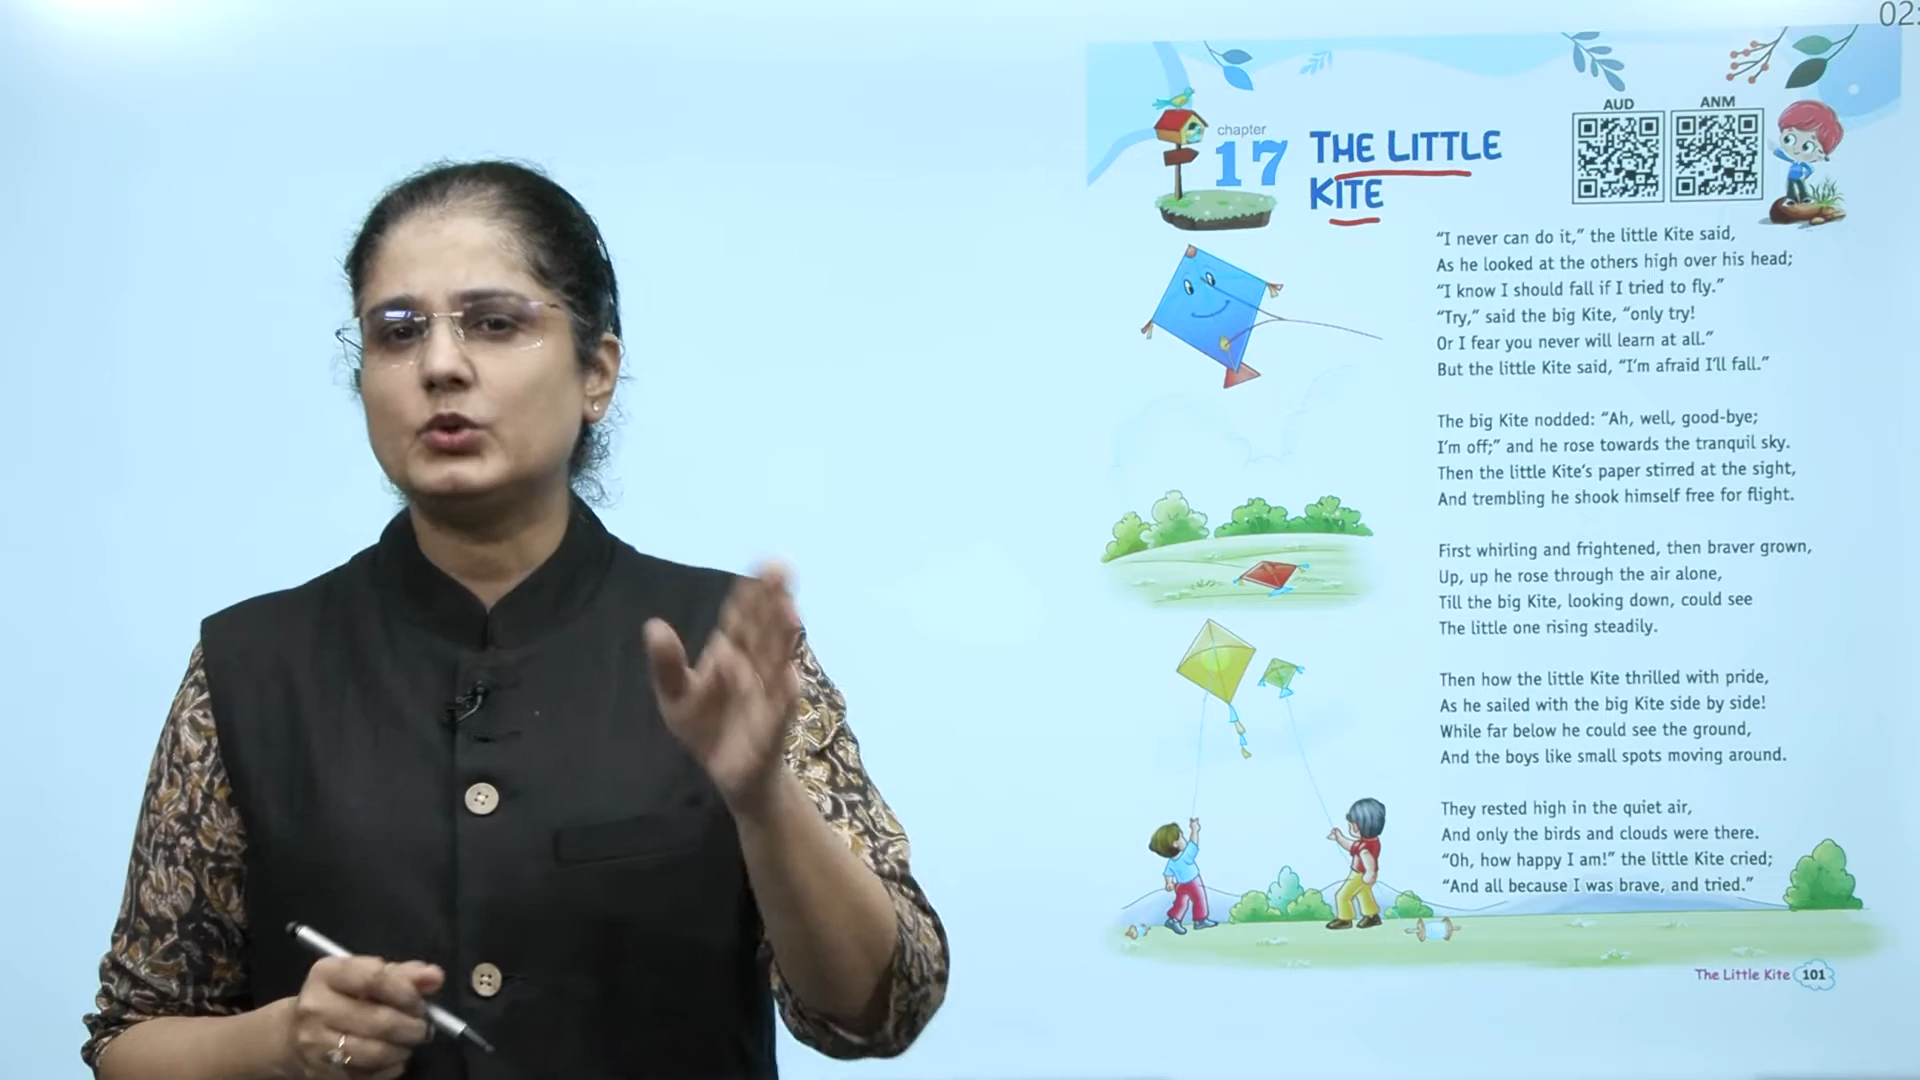 02:
AUD
ANM
chapter
17
THE LITTLE
KITE
“I never can do it,” the little Kite said,
As he looked at the others high over his head;
“I know I should fall if I tried to fly.”
“Try,” said the big Kite, “only try!
Or I fear you never will learn at all.”
But the little Kite said, “I’m afraid I’ll fall.”
The big Kite nodded: “Ah, well, good-bye;
I’m off;” and he rose towards the tranquil sky.
Then the little Kite’s paper stirred at the sight,
And trembling he shook himself free for flight.
First whirling and frightened, then braver grown,
Up, up he rose through the air alone,
Till the big Kite, looking down, could see
The little one rising steadily.
Then how the little Kite thrilled with pride,
As he sailed with the big Kite side by side!
While far below he could see the ground,
And the boys like small spots moving around.
They rested high in the quiet air,
And only the birds and clouds were there.
“Oh, how happy I am!” the little Kite cried;
“And all because I was brave, and tried.”
The Little Kite 101